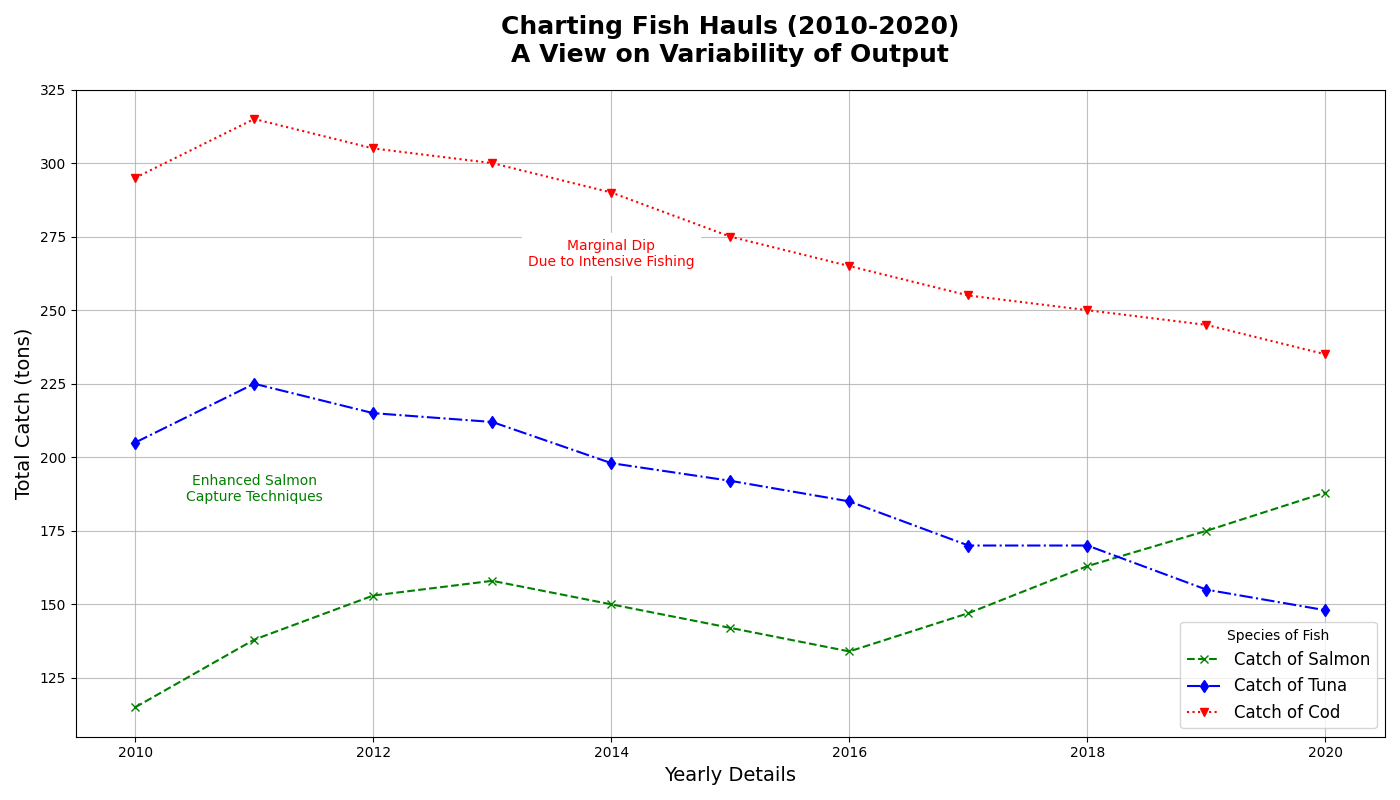 Charting Fish Hauls (2010-2020)
A View on Variability of Output
Total Catch (tons)
325
300
275
250
225
200
175
150
125
Marginal Dip
Due to Intensive Fishing
Enhanced Salmon
Capture Techniques
Species of Fish
Catch of Salmon
Catch of Tuna
Catch of Cod
2010
2012
2014
2016
2018
2020
Yearly Details